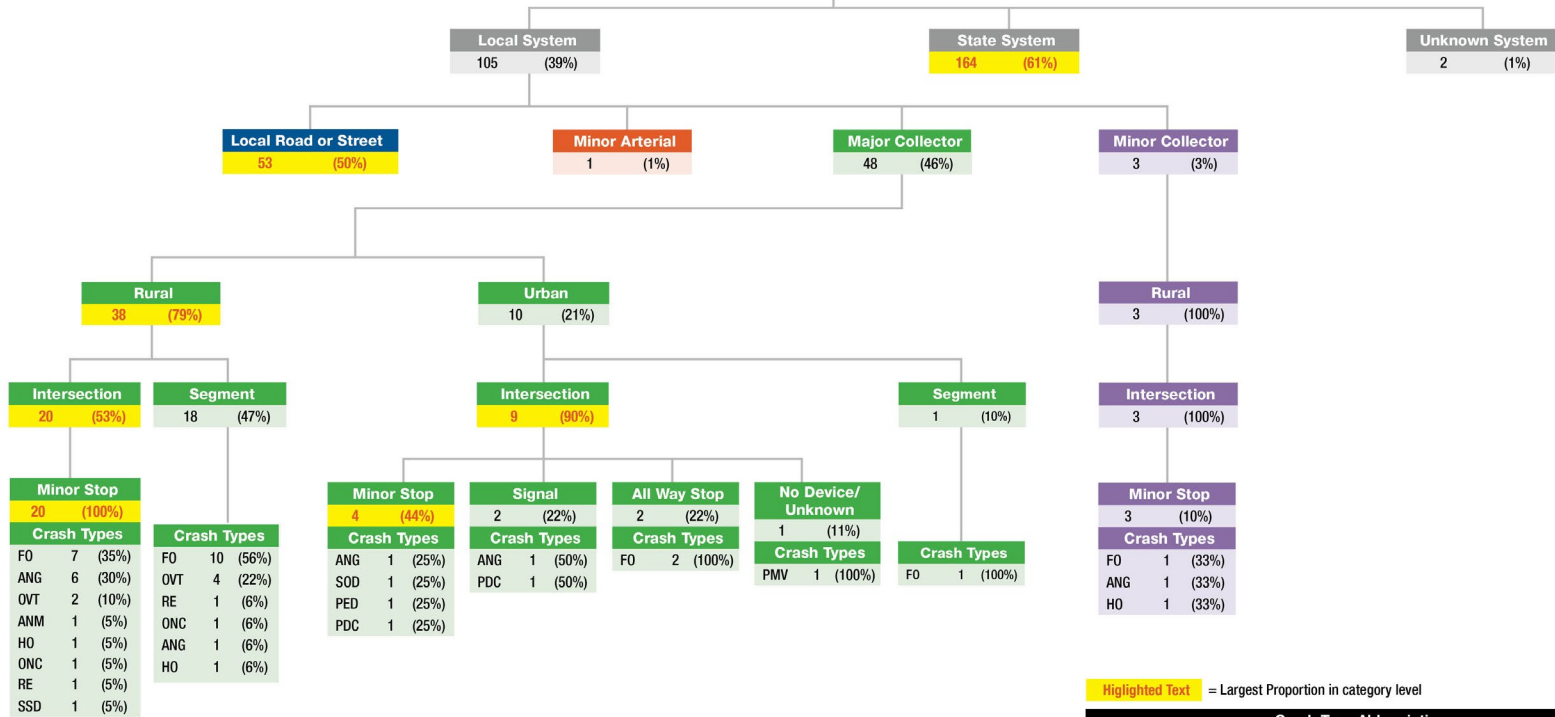 Local System
105 (39%)
State System
164 (61%)
Unknown System
2 (1%)
Local Road or Street
53 (50%)
Minor Arterial
1 (1%)
Major Collector
48 (46%)
Minor Collector
3 (3%)
Rural
38 (79%)
Urban
10 (21%)
Rural
3 (100%)
Intersection
20 (53%)
Segment
18 (47%)
Intersection
9 (90%)
Segment
1 (10%)
Intersection
3 (100%)
Minor Stop
20 (100%)
Crash Types
FO 7 (35%)
ANG 6 (30%)
OVT 2 (10%)
ANM 1 (5%)
HO 1 (5%)
ONC 1 (5%)
RE 1 (5%)
SSD 1 (5%)
Crash Types
FO 10 (56%)
OVT 4 (22%)
RE 1 (6%)
ONC 1 (6%)
ANG 1 (6%)
HO 1 (6%)
Minor Stop
4 (44%)
Crash Types
ANG 1 (25%)
SOD 1 (25%)
PED 1 (25%)
PDC 1 (25%)
Signal
2 (22%)
Crash Types
ANG 1 (50%)
PDC 1 (50%)
All Way Stop
2 (22%)
Crash Types
FO 2 (100%)
No Device/
Unknown
1 (11%)
Crash Types
PMV 1 (100%)
Crash Types
FO 1 (100%)
Minor Stop
3 (10%)
Crash Types
FO 1 (33%)
ANG 1 (33%)
HO 1 (33%)
Higlighted Text = Largest Proportion in category level